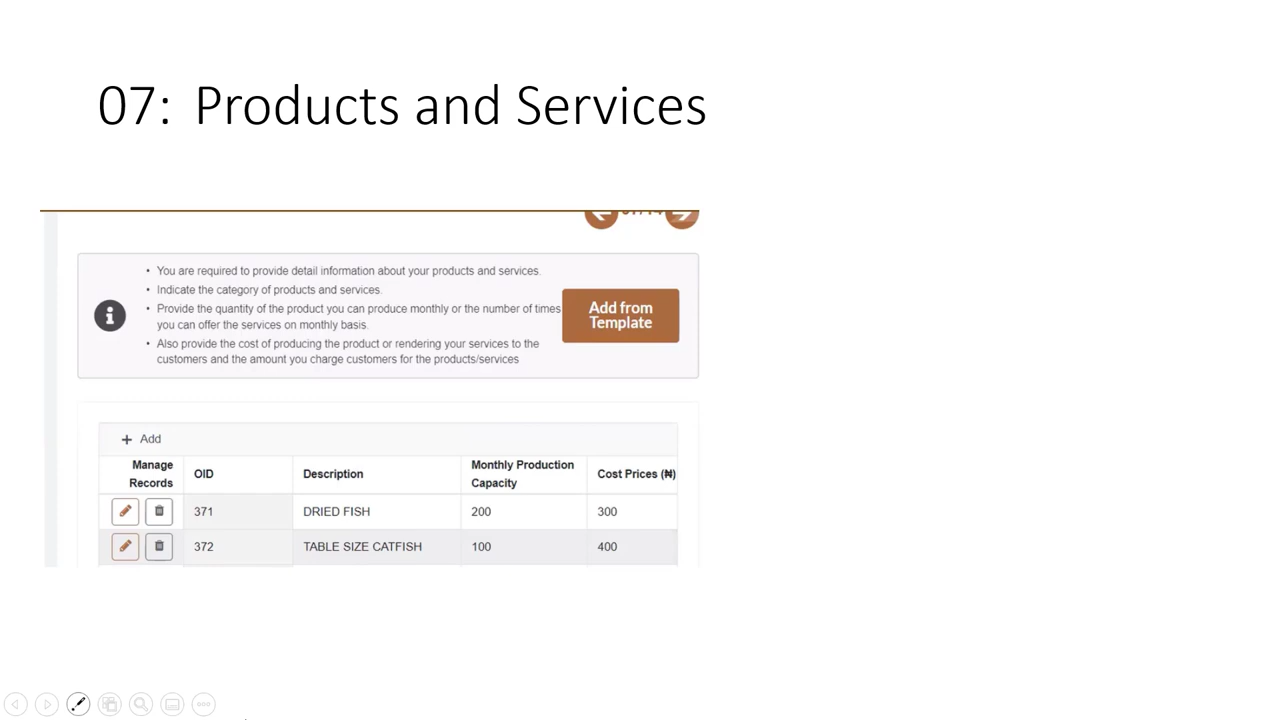 07: Products and Services
• You are required to provide detail information about your products and services.
• Indicate the category of products and services.
• Provide the quantity of the product you can produce monthly or the number of times
you can offer the services on monthly basis.
• Also provide the cost of producing the product or rendering your services to the
customers and the amount you charge customers for the products/services
Add from
Template
+ Add
Manage
Records
OID
Description
Monthly Production
Capacity
Cost Prices (₦)
371 DRIED FISH 200 300
372 TABLE SIZE CATFISH 100 400